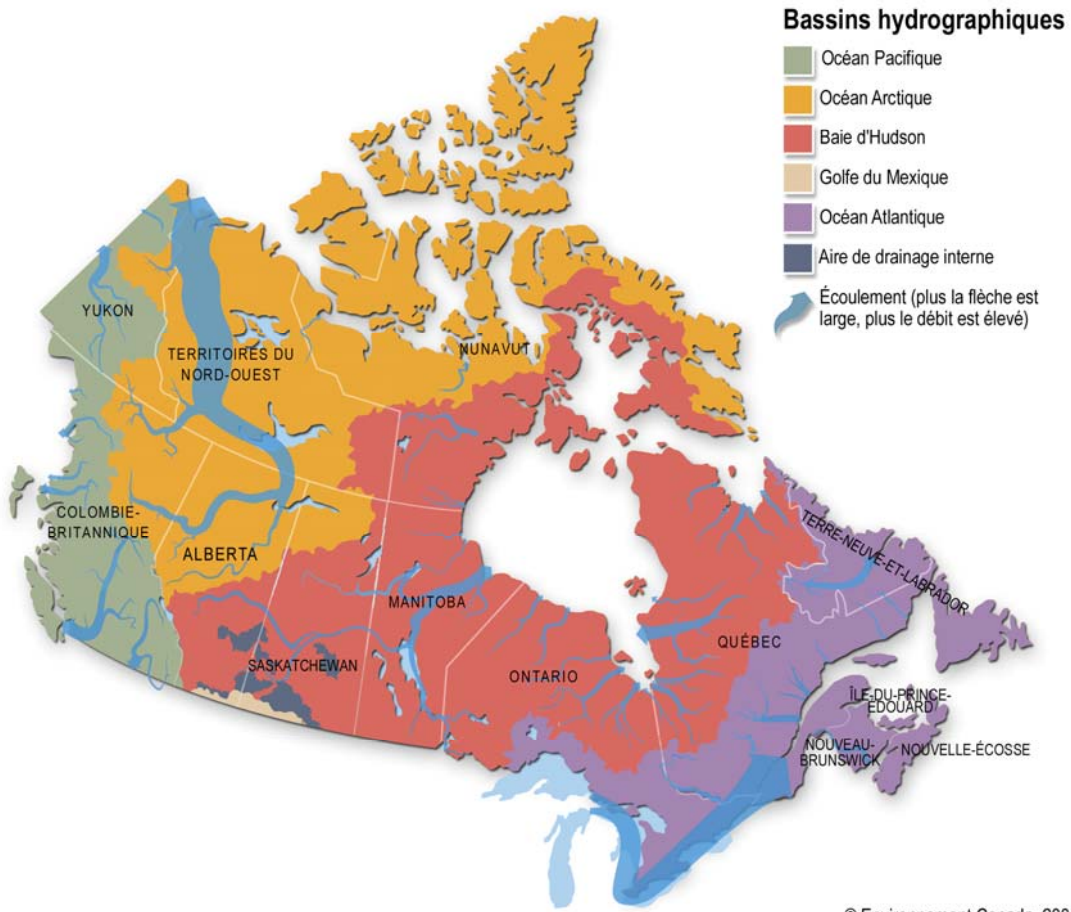 Bassins hydrographiques
Océan Pacifique
Océan Arctique
Baie d'Hudson
Golfe du Mexique
Océan Atlantique
Aire de drainage interne
Écoulement (plus la flèche est
large, plus le débit est élevé)
YUKON
TERRITOIRES DU
NORD-OUEST
NUNAVUT
COLOMBIE-
BRITANNIQUE
ALBERTA
SASKATCHEWAN
MANITOBA
ONTARIO
QUÉBEC
TERRE-NEUVE-ET-LABRADOR
ÎLE-DU-PRINCE-
ÉDOUARD
NOUVEAU-
BRUNSWICK
NOUVELLE-ÉCOSSE
© Environnement Canada